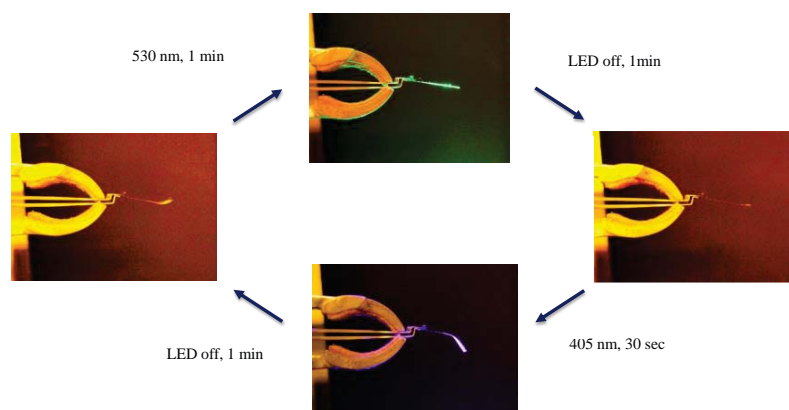 530 nm, 1 min
LED off, 1min
LED off, 1 min
405 nm, 30 sec